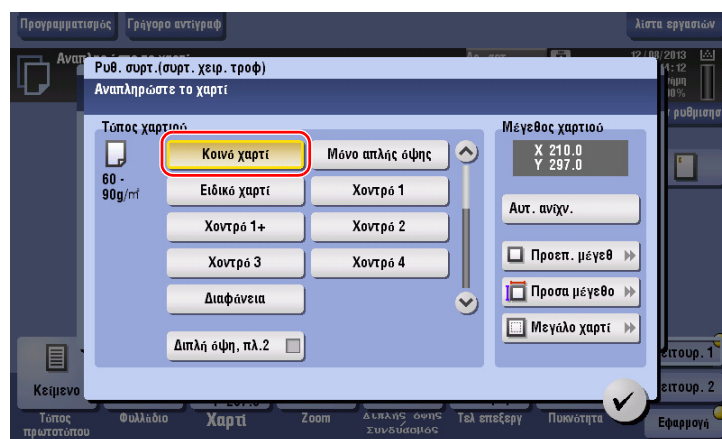 Προγραμματισμός
Γρήγορο αντίγραφ
λίστα εργασιών
12/08/2013
Ρυθ. συρτ.(συρτ. χειρ. τροφ)
Αναπληρώστε το χαρτί
Τύπος χαρτιού
Μέγεθος χαρτιού
Κοινό χαρτί
Μόνο απλής όψης
X 210.0
Y 297.0
60 -
90g/㎡
Ειδικό χαρτί
Χοντρό 1
Αυτ. ανίχν.
Χοντρό 1+
Χοντρό 2
Χοντρό 3
Χοντρό 4
Προεπ. μέγεθ
Διαφάνεια
Προσα μέγεθο
Μεγάλο χαρτί
Διπλή όψη, πλ.2
Κείμενο
Τύπος
πρωτοτύπου
Φυλλάδιο
Χαρτί
Zoom
Διπλής όψης
Συνδυασμός
Τελ επεξεργ
Πυκνότητα
Εφαρμογή